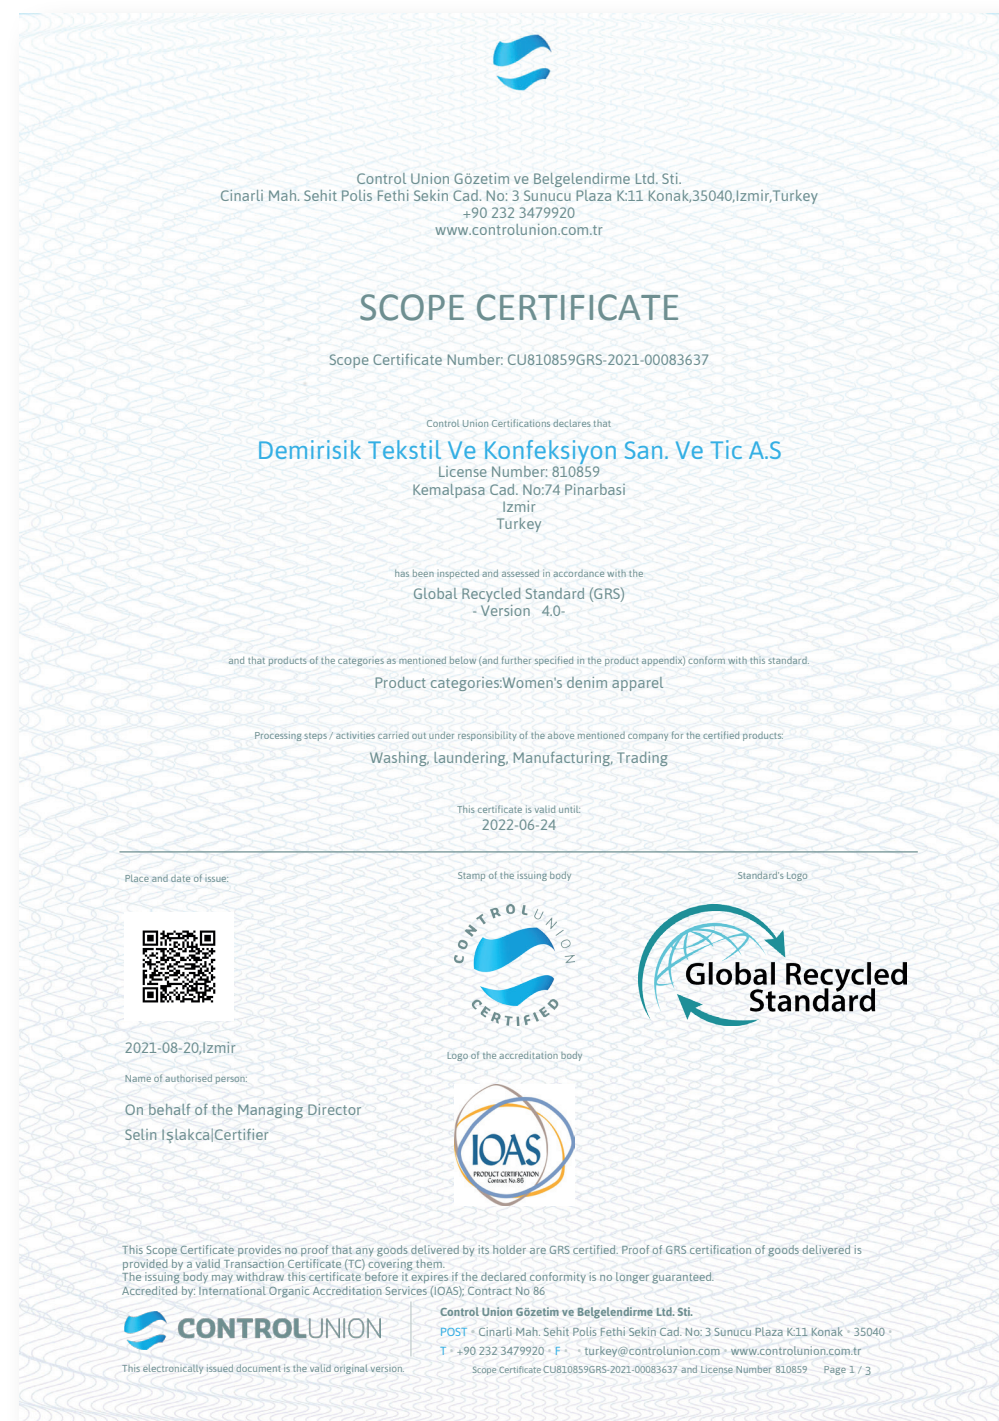 Control Union Gözetim ve Belgelendirme Ltd. Sti.
Cinarli Mah. Sehit Polis Fethi Sekin Cad. No: 3 Sunucu Plaza K:11 Konak,35040,Izmir,Turkey
+90 232 3479920
www.controlunion.com.tr
SCOPE CERTIFICATE
Scope Certificate Number: CU810859GRS-2021-00083637
Control Union Certifications declares that
Demirisik Tekstil Ve Konfeksiyon San. Ve Tic A.S
License Number: 810859
Kemalpasa Cad. No:74 Pinarbasi
Izmir
Turkey
has been inspected and assessed in accordance with the
Global Recycled Standard (GRS)
- Version 4.0-
and that products of the categories as mentioned below (and further specified in the product appendix) conform with this standard.
Product categories:Women's denim apparel
Processing steps / activities carried out under responsibility of the above mentioned company for the certified products:
Washing, laundering, Manufacturing, Trading
This certificate is valid until:
2022-06-24
Place and date of issue:
Stamp of the issuing body
Standard's Logo
CONTROLUNION
CERTIFIED
Global Recycled
Standard
2021-08-20,Izmir
Logo of the accreditation body
Name of authorised person:
On behalf of the Managing Director
Selin Işlakca|Certifier
IOAS
PRODUCT CERTIFICATION
Contract No.86
This Scope Certificate provides no proof that any goods delivered by its holder are GRS certified. Proof of GRS certification of goods delivered is
provided by a valid Transaction Certificate (TC) covering them.
The issuing body may withdraw this certificate before it expires if the declared conformity is no longer guaranteed.
Accredited by: International Organic Accreditation Services (IOAS); Contract No 86
CONTROLUNION
Control Union Gözetim ve Belgelendirme Ltd. Sti.
POST • Cinarli Mah. Sehit Polis Fethi Sekin Cad. No: 3 Sunucu Plaza K:11 Konak • 35040 •
T • +90 232 3479920 • F • • turkey@controlunion.com • www.controlunion.com.tr
This electronically issued document is the valid original version.
Scope Certificate CU810859GRS-2021-00083637 and License Number 810859 Page 1 / 3